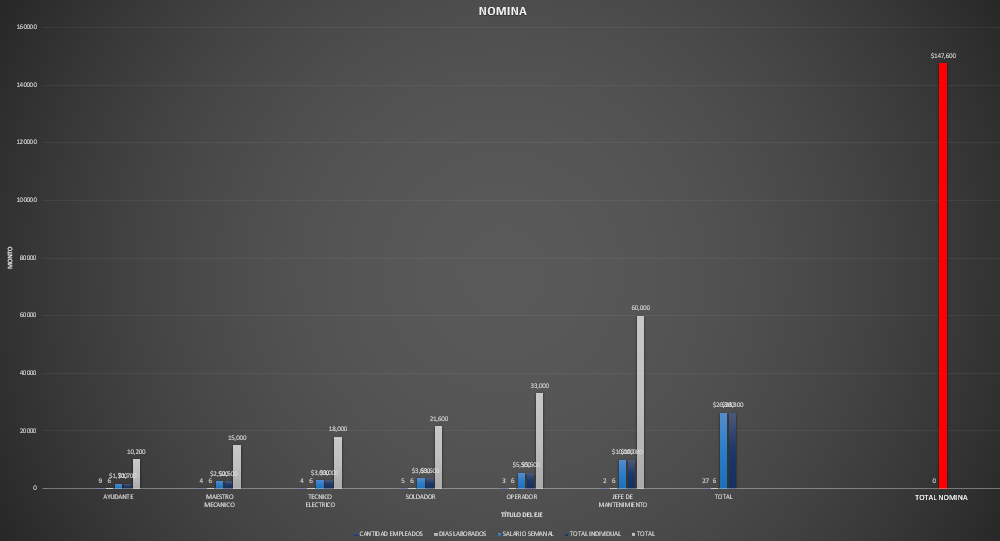 NOMINA
160000
140000
120000
100000
80000
60000
40000
20000
0
MONTO
9 6 10,200
4 6 15,000
4 6 18,000
5 6 21,600
3 6 33,000
2 6 60,000
27 6
0 $147,600
AYUDANTE
MAESTRO
MECANICO
TECNICO
ELECTRICO
SOLDADOR
OPERADOR
JEFE DE
MANTENIMIENTO
TOTAL
TOTAL NOMINA
TÍTULO DEL EJE
CANTIDAD EMPLEADOS DIAS LABORADOS SALARIO SEMANAL TOTAL INDIVIDUAL TOTAL